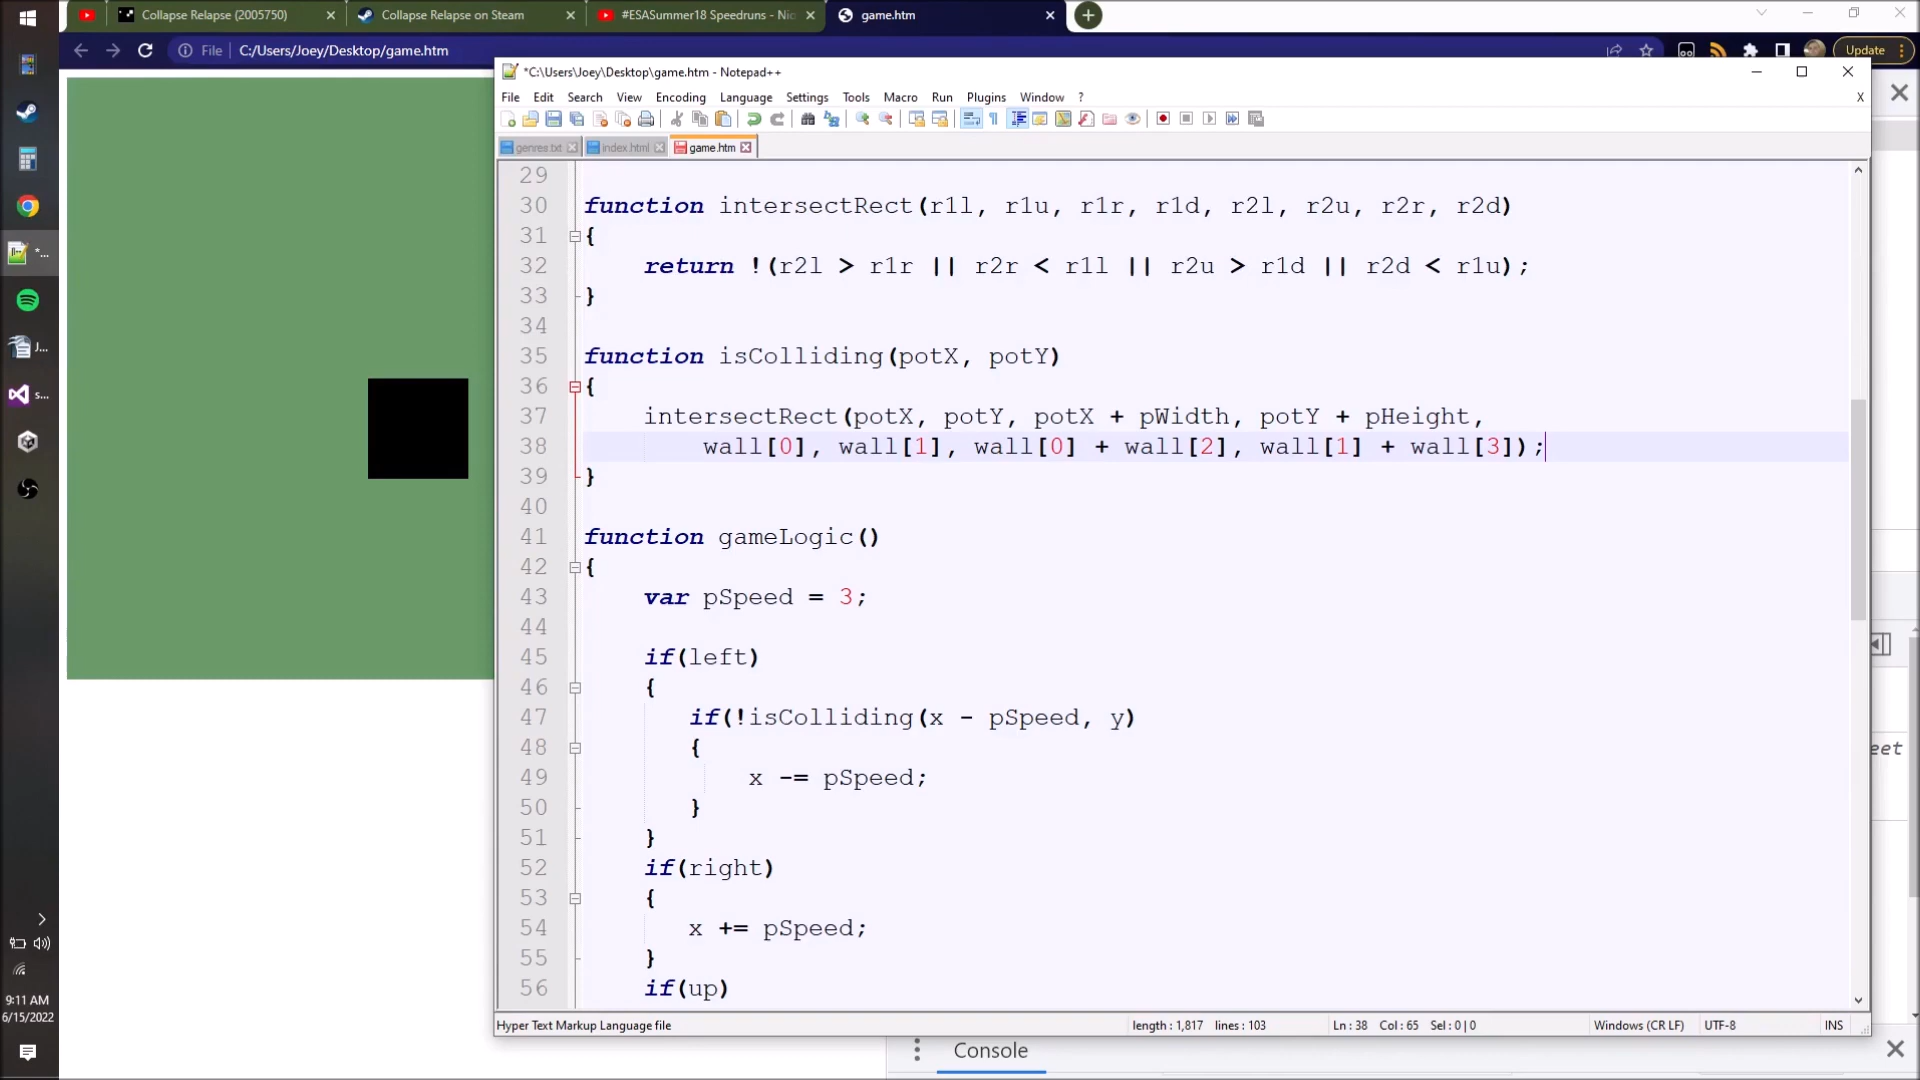 Collapse Relapse (2005750)
Collapse Relapse on Steam
#ESASummer18 Speedruns - Nic
game.htm
File
C:/Users/Joey/Desktop/game.htm
Update
*C:\Users\Joey\Desktop\game.htm - Notepad++
File Edit Search View Encoding Language Settings Tools Macro Run Plugins Window ? X
genres.txt index.html game.htm
29
30 function intersectRect(r1l, r1u, r1r, r1d, r2l, r2u, r2r, r2d)
31 {
32 return !(r2l > r1r || r2r < r1l || r2u > r1d || r2d < r1u);
33 }
34
35 function isColliding(potX, potY)
36 {
37 intersectRect(potX, potY, potX + pWidth, potY + pHeight,
38 wall[0], wall[1], wall[0] + wall[2], wall[1] + wall[3]);
39 }
40
41 function gameLogic()
42 {
43 var pSpeed = 3;
44
45 if(left)
46 {
47 if(!isColliding(x - pSpeed, y)
48 {
49 x -= pSpeed;
50 }
51 }
52 if(right)
53 {
54 x += pSpeed;
55 }
56 if(up)
Hyper Text Markup Language file length : 1,817 lines : 103 Ln : 38 Col : 65 Sel : 0 | 0 Windows (CR LF) UTF-8 INS
Console
eet
*...
J...
s...
9:11 AM
6/15/2022